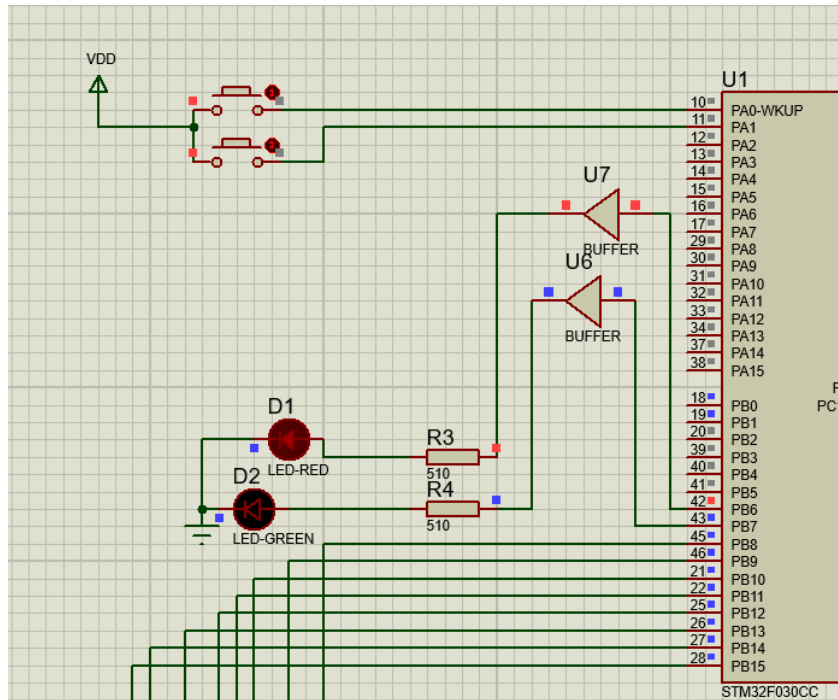 VDD
U1
10 PA0-WKUP
11 PA1
12 PA2
13 PA3
14 PA4
15 PA5
16 PA6
17 PA7
29 PA8
30 PA9
31 PA10
32 PA11
33 PA12
34 PA13
37 PA14
38 PA15
18 PB0
19 PB1
20 PB2
39 PB3
40 PB4
41 PB5
42 PB6
43 PB7
45 PB8
46 PB9
21 PB10
22 PB11
25 PB12
26 PB13
27 PB14
28 PB15
STM32F030CC
PC
U7
BUFFER
U6
BUFFER
D1
LED-RED
D2
LED-GREEN
R3
510
R4
510